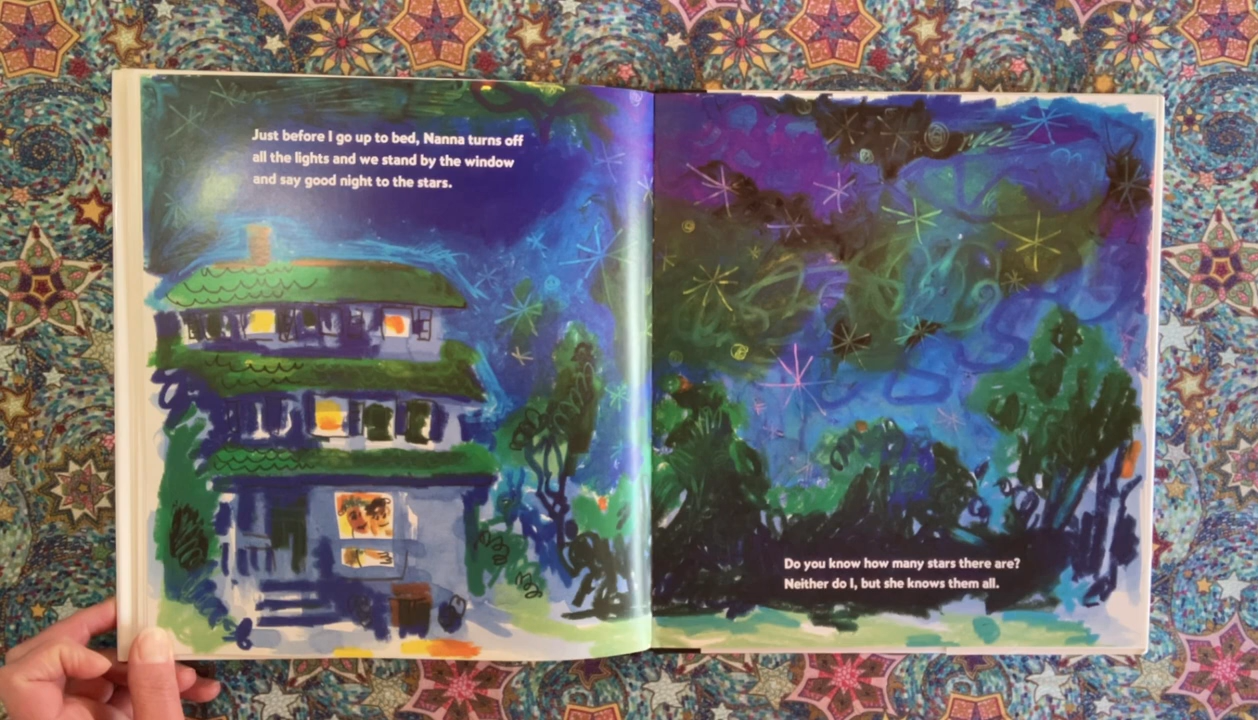 Just before I go up to bed, Nanna turns off
all the lights and we stand by the window
and say good night to the stars.
Do you know how many stars there are?
Neither do I, but she knows them all.